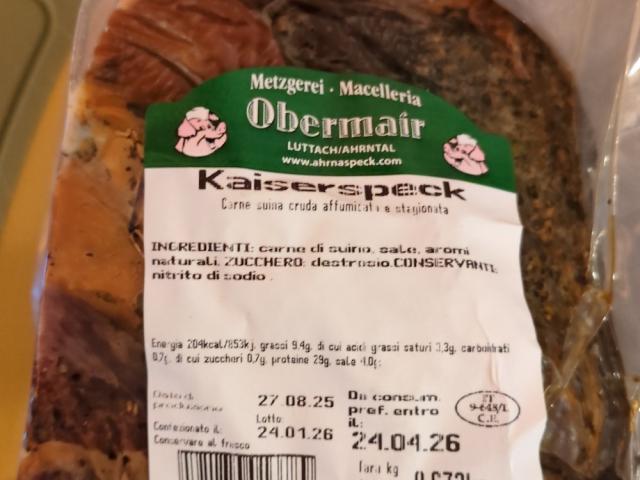 Metzgerei · Macelleria
Obermair
LUTTACH/AHRNTAL
www.ahrnaspeck.com
Kaiserspeck
Carne suina cruda affumicata e stagionata
INGREDIENTI: carne di suino, sale, aromi
naturali. ZUCCHERO: destrosio.CONSERVANTE:
nitrito di sodio .
Energia 204kcal/853kj, grassi 9.4g, di cui acidi grassi saturi 3,3g, carboidrati
0,7g, di cui zuccheri 0,7g, proteine 29g, sale 4.0g;
Data di
produzione
27 08.25
Confezionato il:
Lotto:
24.01.26
Conservare al fresco
Da consum.
pref. entro
il:
24.04.26
IT
C.E.
Tara kg